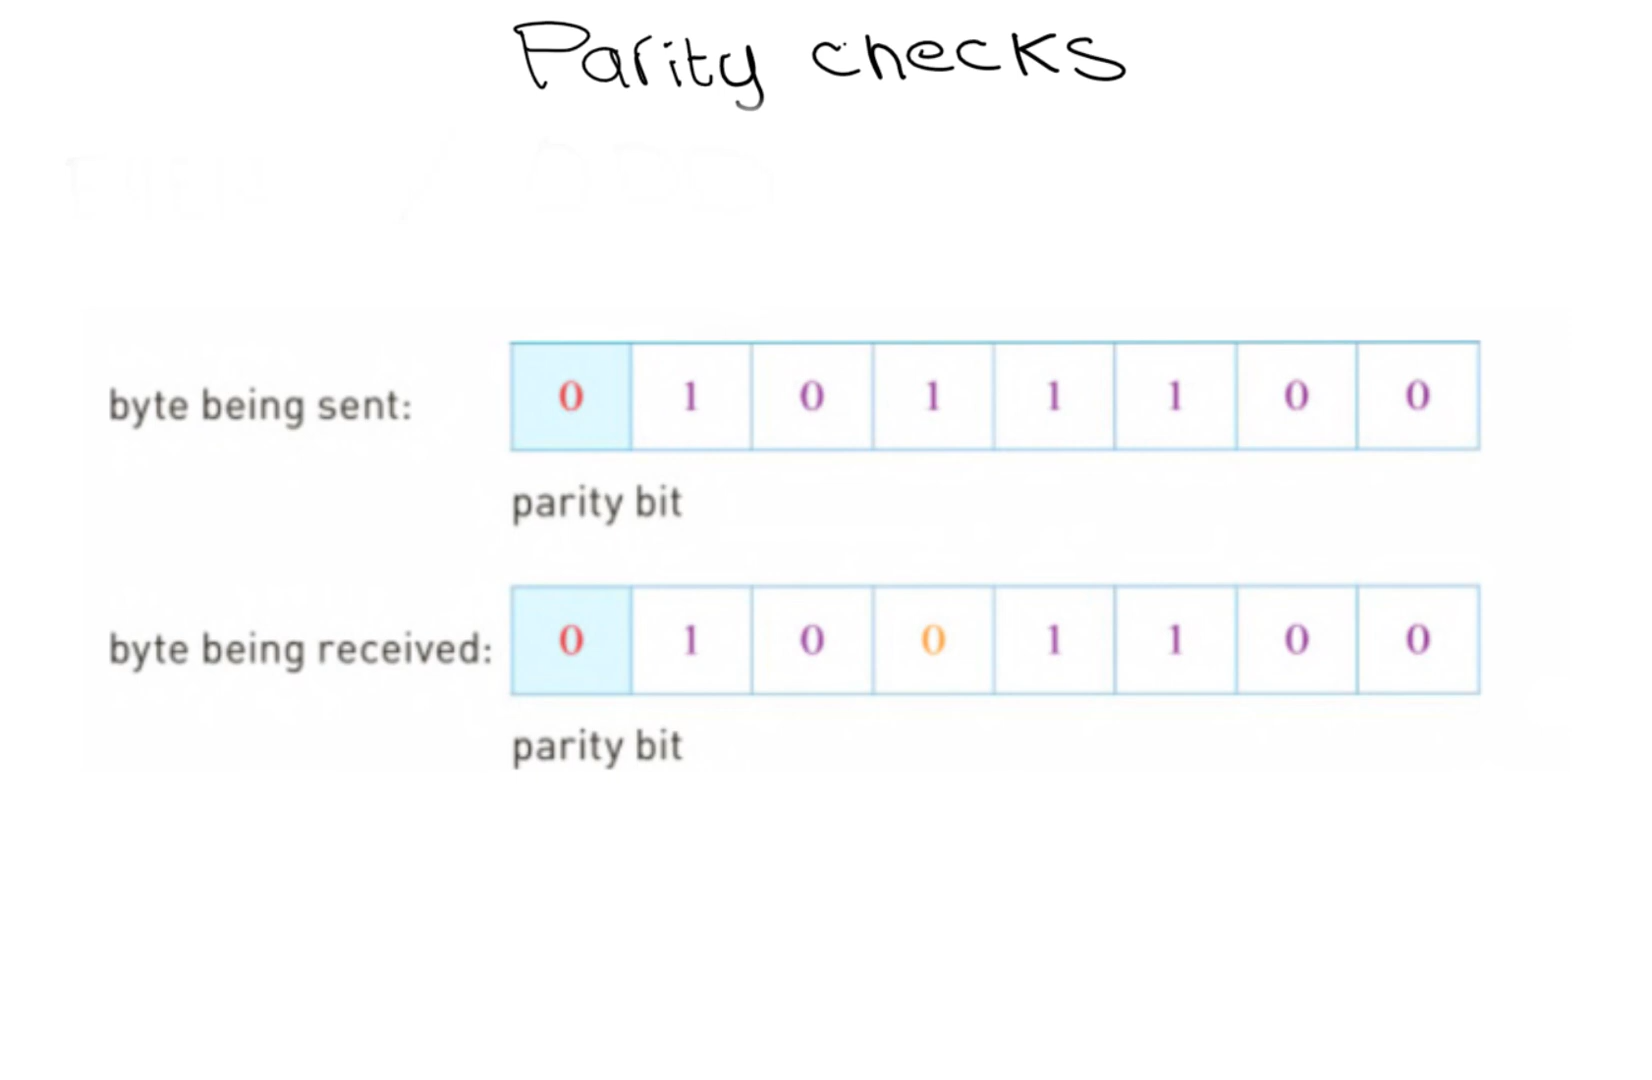 Parity checks
byte being sent: 0 1 0 1 1 1 0 0
parity bit
byte being received: 0 1 0 0 1 1 0 0
parity bit